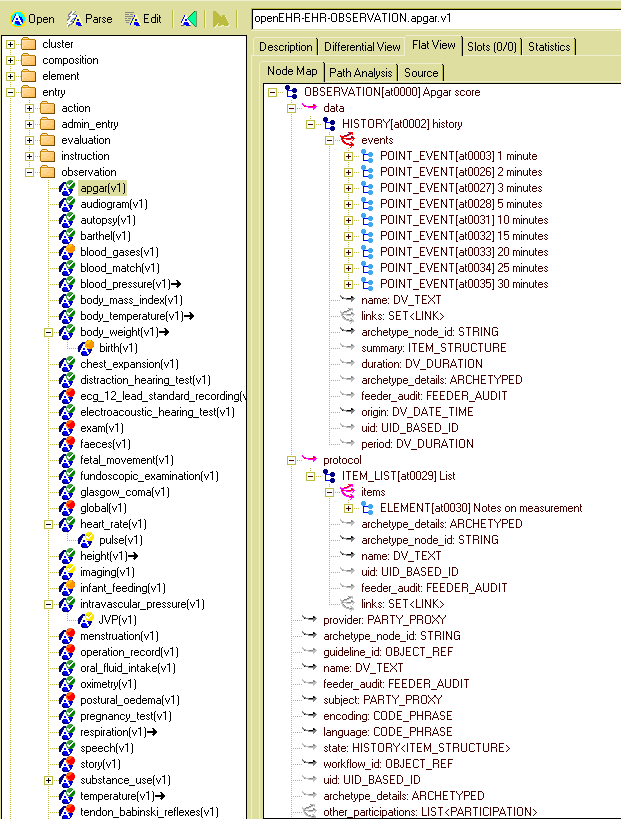 Open Parse Edit
openEHR-EHR-OBSERVATION.apgar.v1
cluster
composition
element
entry
action
admin_entry
evaluation
instruction
observation
apgar(v1)
audiogram(v1)
autopsy(v1)
barthel(v1)
blood_gases(v1)
blood_match(v1)
blood_pressure(v1)➔
body_mass_index(v1)
body_temperature(v1)➔
body_weight(v1)➔
birth(v1)
chest_expansion(v1)
distraction_hearing_test(v1)
ecg_12_lead_standard_recording(v
electroacoustic_hearing_test(v1)
exam(v1)
faeces(v1)
fetal_movement(v1)
fundoscopic_examination(v1)
glasgow_coma(v1)
global(v1)
heart_rate(v1)
pulse(v1)
height(v1)➔
imaging(v1)
infant_feeding(v1)
intravascular_pressure(v1)
JVP(v1)
menstruation(v1)
operation_record(v1)
oral_fluid_intake(v1)
oximetry(v1)
postural_oedema(v1)
pregnancy_test(v1)
respiration(v1)➔
speech(v1)
story(v1)
substance_use(v1)
temperature(v1)➔
tendon_babinski_reflexes(v1)
Description Differential View Flat View Slots (0/0) Statistics
Node Map Path Analysis Source
OBSERVATION[at0000] Apgar score
data
HISTORY[at0002] history
events
POINT_EVENT[at0003] 1 minute
POINT_EVENT[at0026] 2 minutes
POINT_EVENT[at0027] 3 minutes
POINT_EVENT[at0028] 5 minutes
POINT_EVENT[at0031] 10 minutes
POINT_EVENT[at0032] 15 minutes
POINT_EVENT[at0033] 20 minutes
POINT_EVENT[at0034] 25 minutes
POINT_EVENT[at0035] 30 minutes
name: DV_TEXT
links: SET<LINK>
archetype_node_id: STRING
summary: ITEM_STRUCTURE
duration: DV_DURATION
archetype_details: ARCHETYPED
feeder_audit: FEEDER_AUDIT
origin: DV_DATE_TIME
uid: UID_BASED_ID
period: DV_DURATION
protocol
ITEM_LIST[at0029] List
items
ELEMENT[at0030] Notes on measurement
archetype_details: ARCHETYPED
archetype_node_id: STRING
name: DV_TEXT
uid: UID_BASED_ID
feeder_audit: FEEDER_AUDIT
links: SET<LINK>
provider: PARTY_PROXY
archetype_node_id: STRING
guideline_id: OBJECT_REF
name: DV_TEXT
feeder_audit: FEEDER_AUDIT
subject: PARTY_PROXY
encoding: CODE_PHRASE
language: CODE_PHRASE
state: HISTORY<ITEM_STRUCTURE>
workflow_id: OBJECT_REF
uid: UID_BASED_ID
archetype_details: ARCHETYPED
other_participations: LIST<PARTICIPATION>